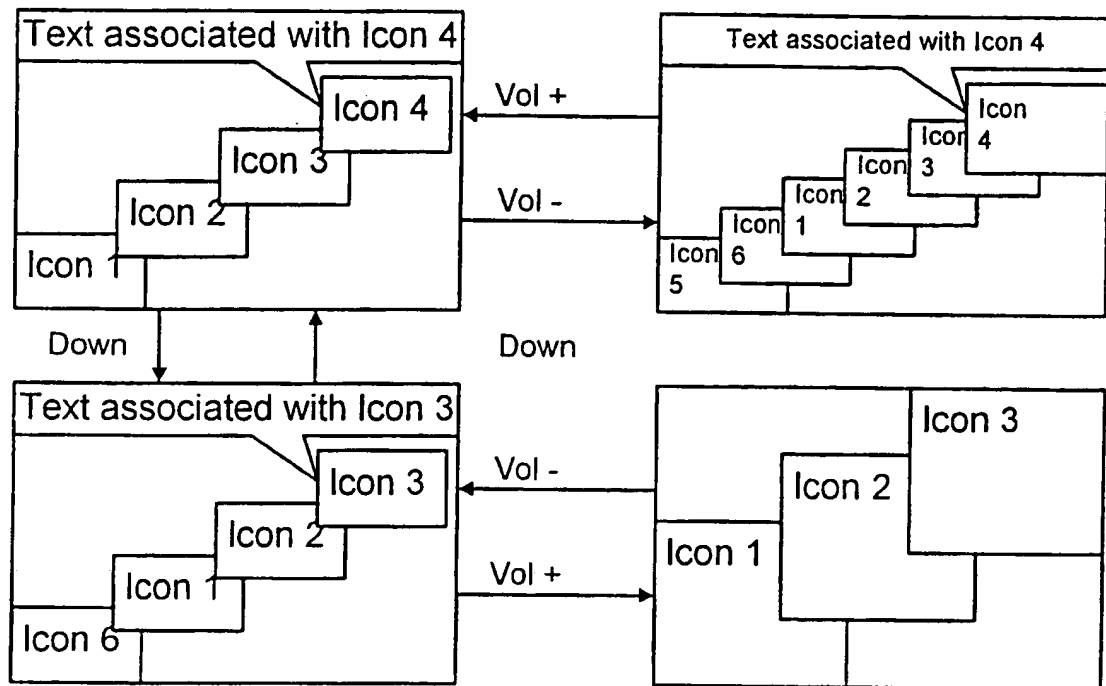 Text associated with Icon 4
Icon 4
Icon 3
Icon 2
Icon 1
Vol +
Vol -
Text associated with Icon 4
Icon
4
Icon
3
Icon
2
Icon
1
Icon
6
Icon
5
Down
Down
Text associated with Icon 3
Icon 3
Icon 2
Icon 1
Icon 6
Vol -
Vol +
Icon 3
Icon 2
Icon 1